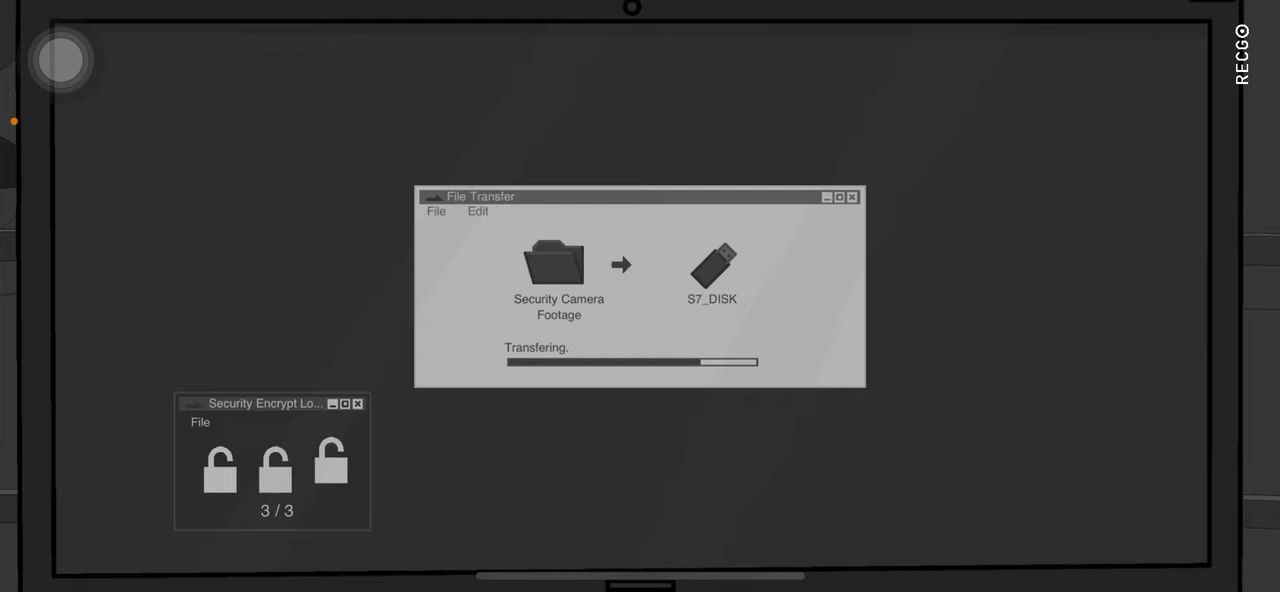 RECGO
File Transfer
File Edit
Security Camera
Footage
S7_DISK
Transfering.
Security Encrypt Lo...
File
3 / 3